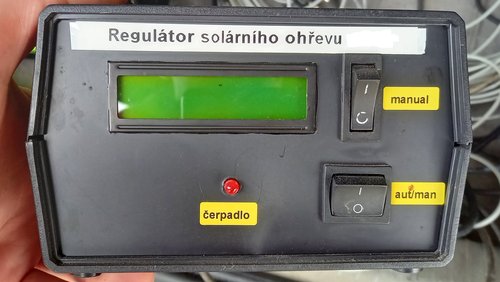 Regulátor solárního ohřevu
manual
aut/man
čerpadlo